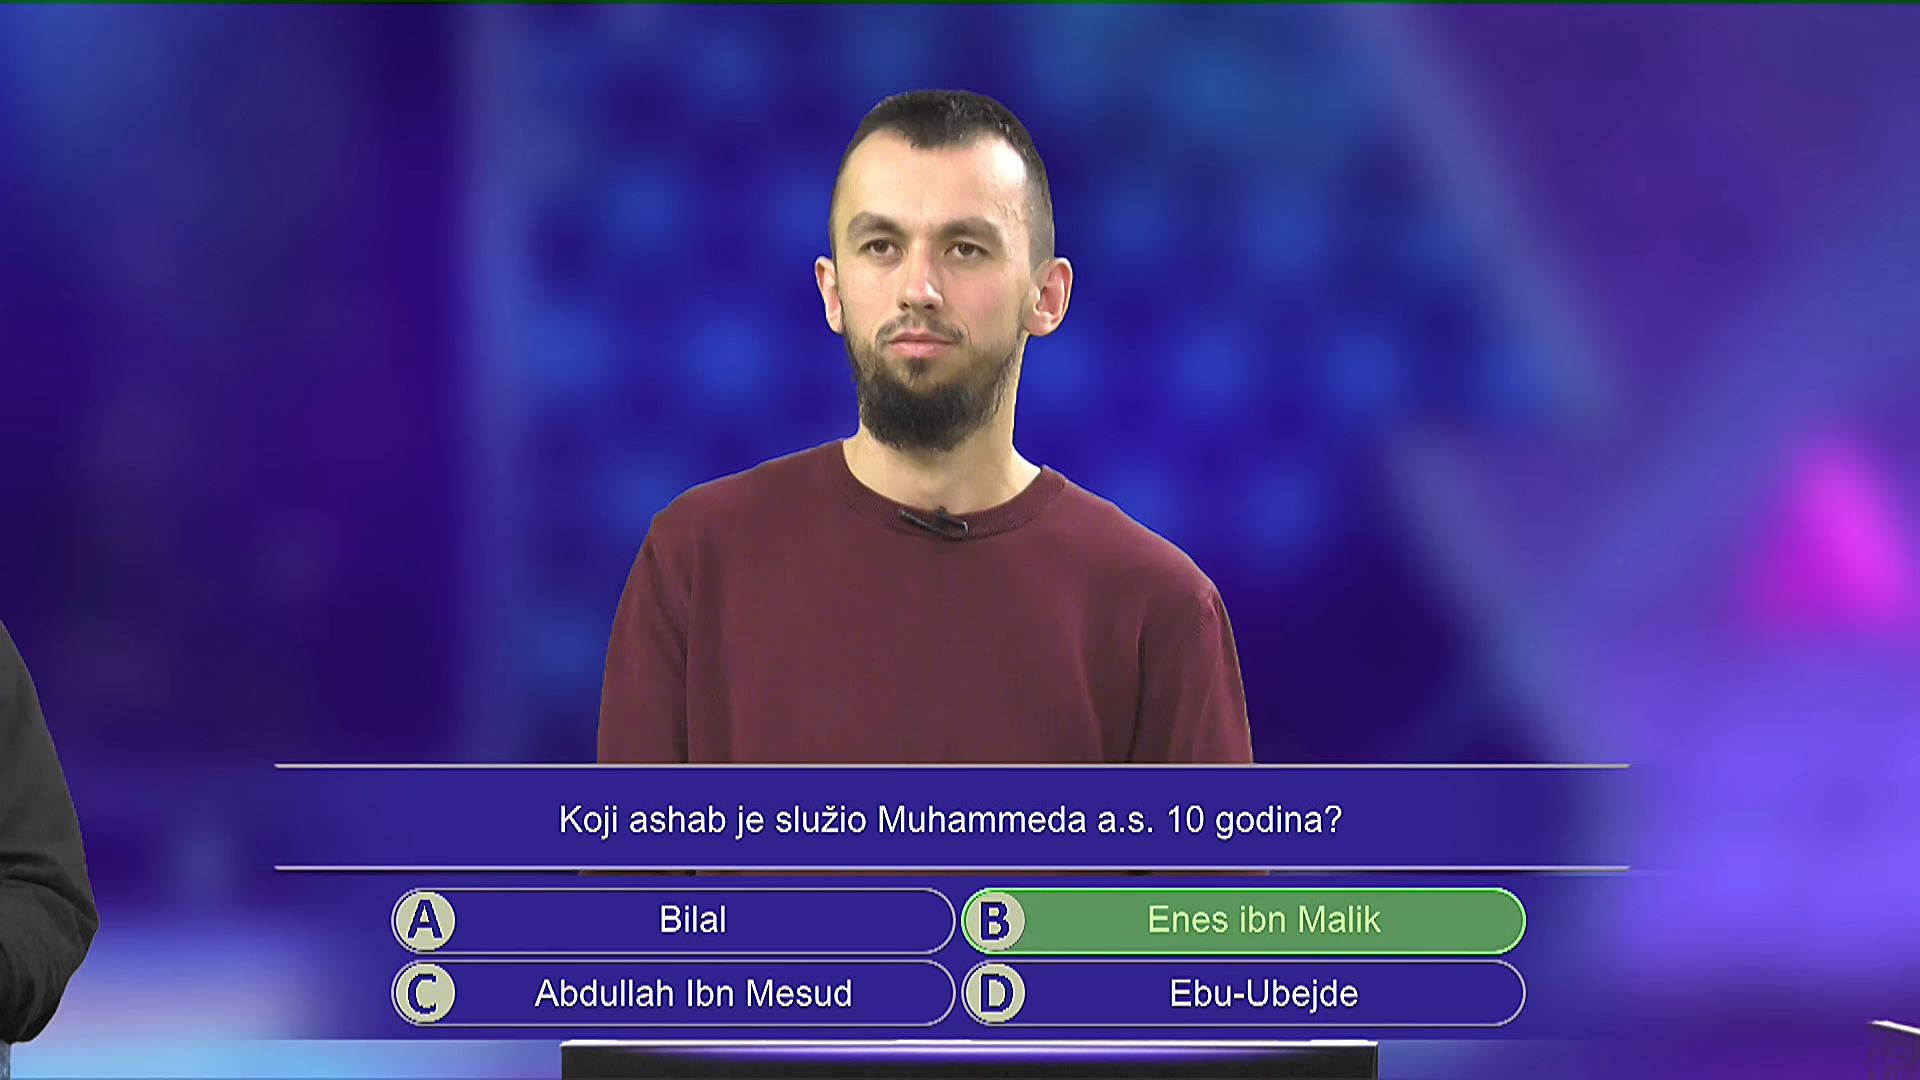 Koji ashab je služio Muhammeda a.s. 10 godina?
A Bilal
B Enes ibn Malik
C Abdullah Ibn Mesud
D Ebu-Ubejde